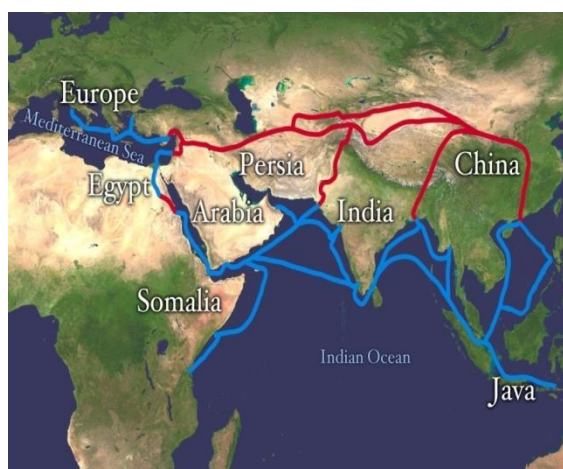 Europe
Mediterranean Sea
Egypt
Arabia
Persia
India
China
Somalia
Indian Ocean
Java